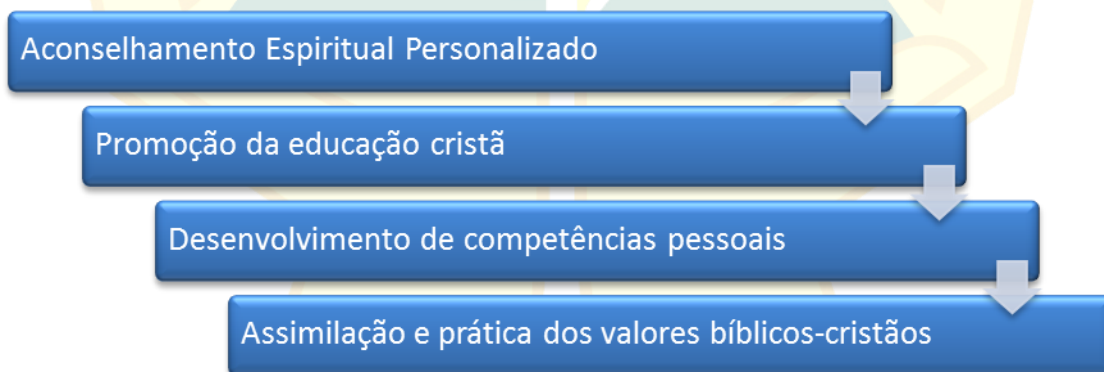 Aconselhamento Espiritual Personalizado
Promoção da educação cristã
Desenvolvimento de competências pessoais
Assimilação e prática dos valores bíblicos-cristãos